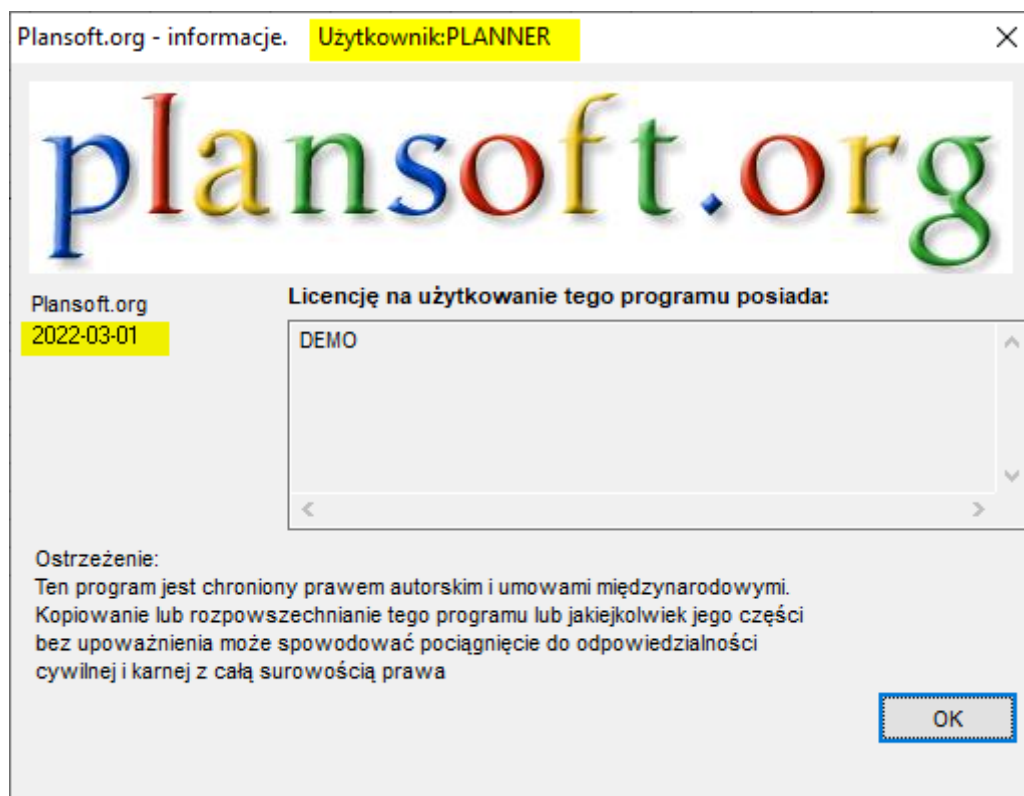 Plansoft.org - informacje. Użytkownik:PLANNER
plansoft.org
Plansoft.org
2022-03-01
Licencję na użytkowanie tego programu posiada:
DEMO
Ostrzeżenie:
Ten program jest chroniony prawem autorskim i umowami międzynarodowymi.
Kopiowanie lub rozpowszechnianie tego programu lub jakiejkolwiek jego części
bez upoważnienia może spowodować pociągnięcie do odpowiedzialności
cywilnej i karnej z całą surowością prawa
OK